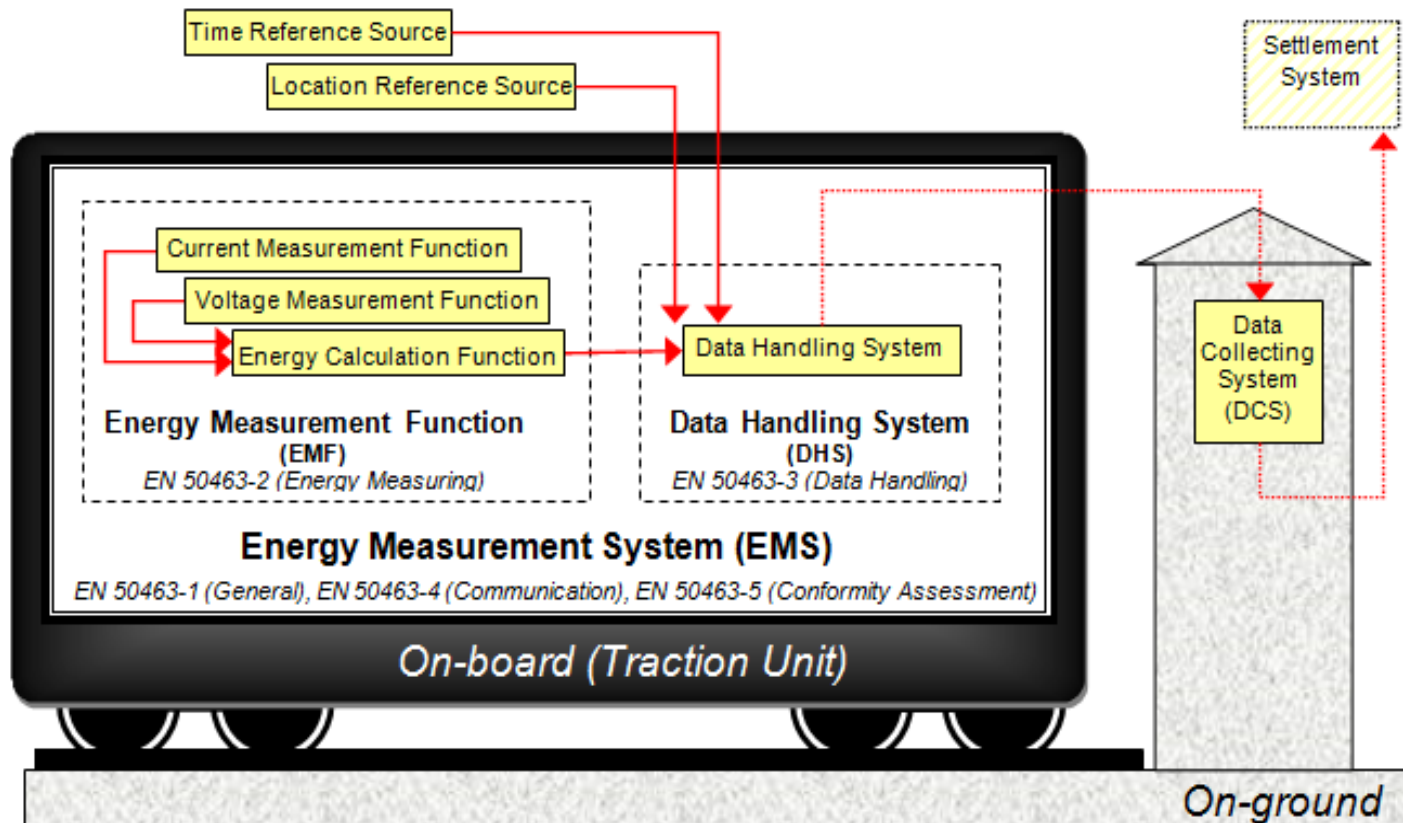 Time Reference Source
Location Reference Source
Settlement
System
Current Measurement Function
Voltage Measurement Function
Energy Calculation Function
Energy Measurement Function
(EMF)
EN 50463-2 (Energy Measuring)
Data Handling System
Data Handling System
(DHS)
EN 50463-3 (Data Handling)
Energy Measurement System (EMS)
EN 50463-1 (General), EN 50463-4 (Communication), EN 50463-5 (Conformity Assessment)
On-board (Traction Unit)
Data
Collecting
System
(DCS)
On-ground